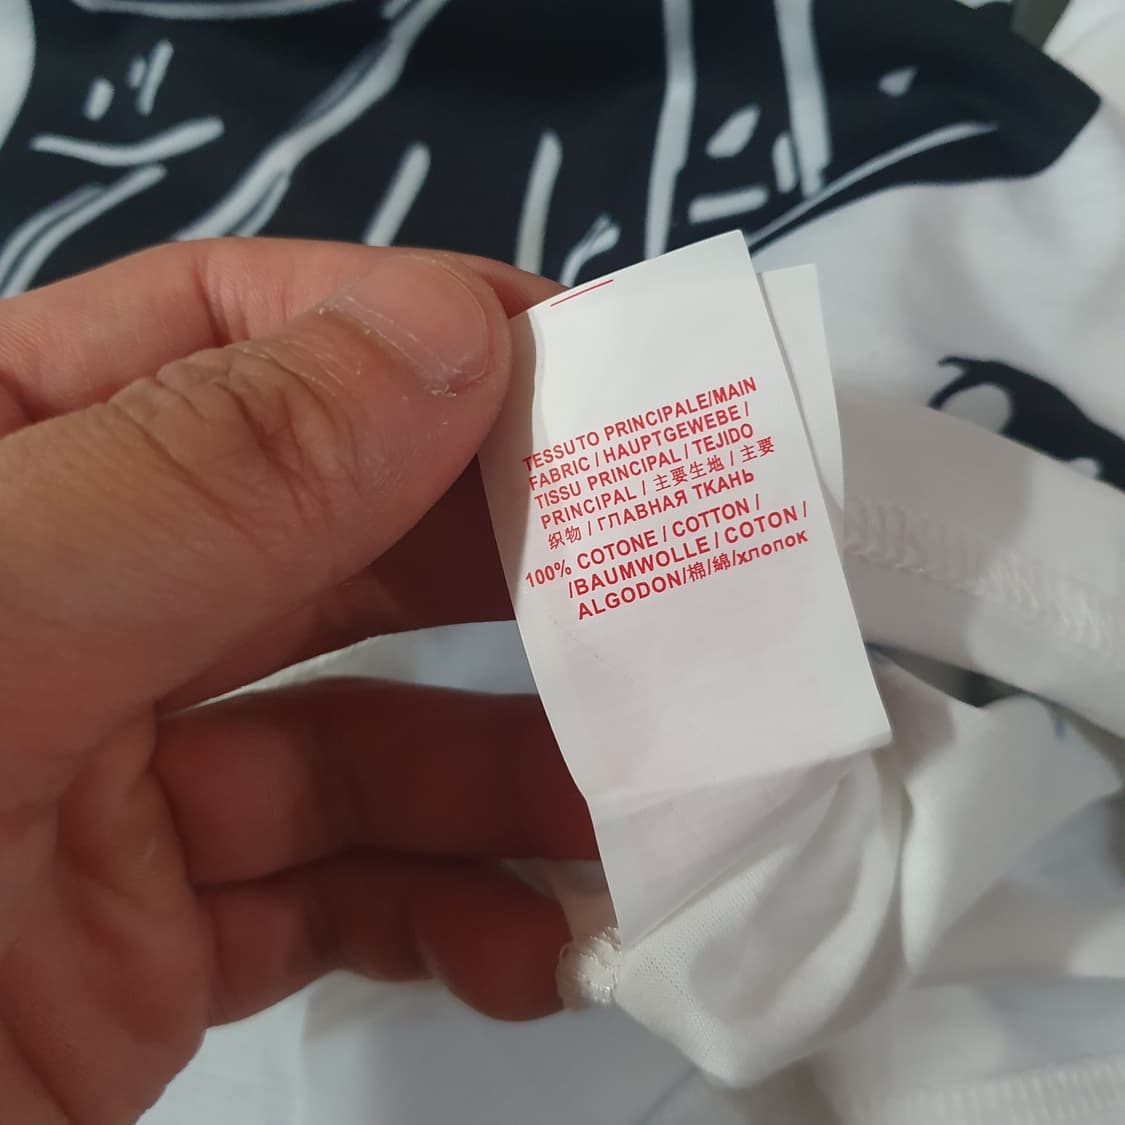 TESSUTO PRINCIPALE/MAIN
FABRIC / HAUPTGEWEBE /
TISSU PRINCIPAL / TEJIDO
PRINCIPAL / 主要生地 / 主要
织物 / ГЛАВНАЯ ТКАНЬ
100% COTONE / COTTON /
/BAUMWOLLE / COTON /
ALGODON/棉/綿/хлопок